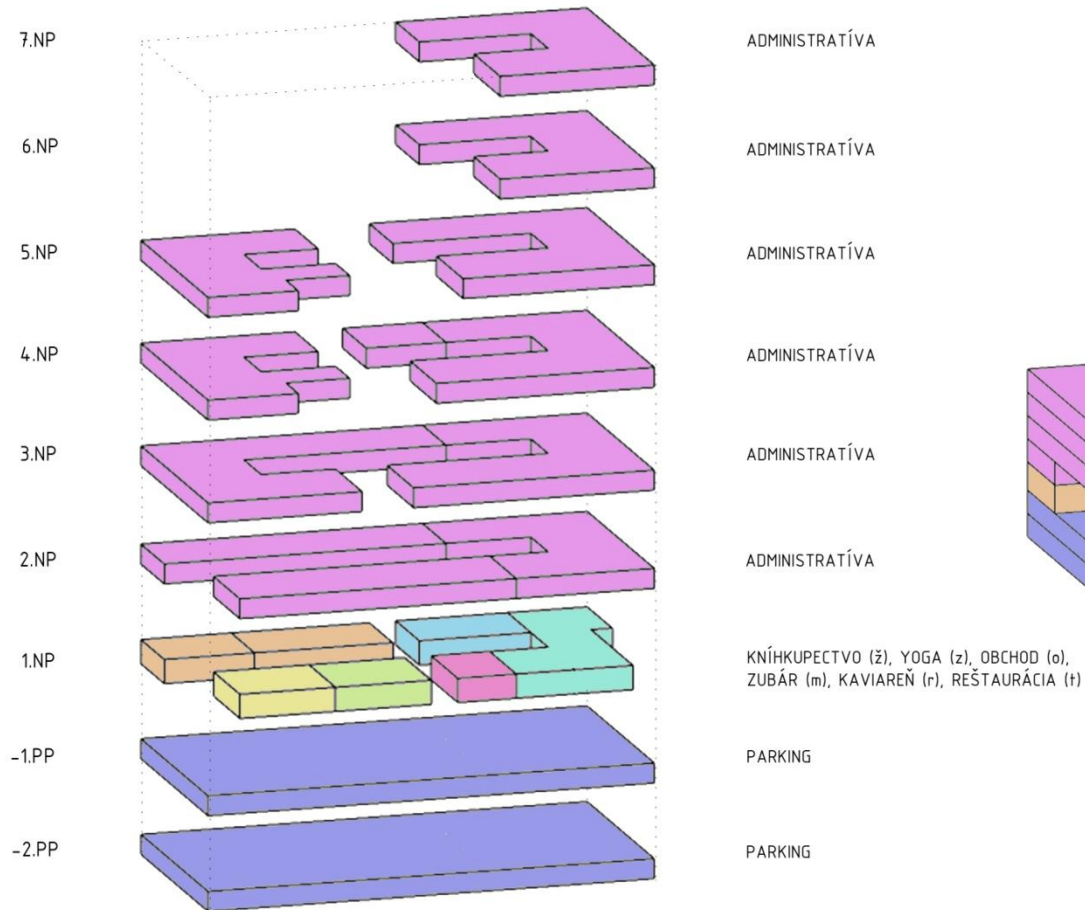 7.NP ADMINISTRATÍVA
6.NP ADMINISTRATÍVA
5.NP ADMINISTRATÍVA
4.NP ADMINISTRATÍVA
3.NP ADMINISTRATÍVA
2.NP ADMINISTRATÍVA
1.NP KNÍHKUPECTVO (ž), YOGA (z), OBCHOD (o),
ZUBÁR (m), KAVIAREŇ (r), REŠTAURÁCIA (t)
-1.PP PARKING
-2.PP PARKING